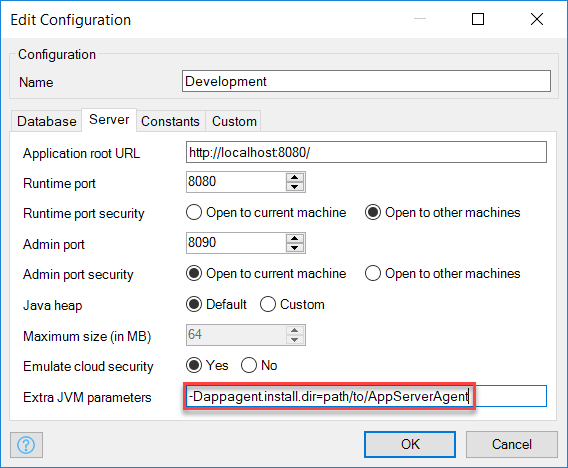 Edit Configuration
Configuration
Name Development
Database Server Constants Custom
Application root URL http://localhost:8080/
Runtime port 8080
Runtime port security Open to current machine Open to other machines
Admin port 8090
Admin port security Open to current machine Open to other machines
Java heap Default Custom
Maximum size (in MB) 64
Emulate cloud security Yes No
Extra JVM parameters -Dappagent.install.dir=path/to/AppServerAgent
? OK Cancel